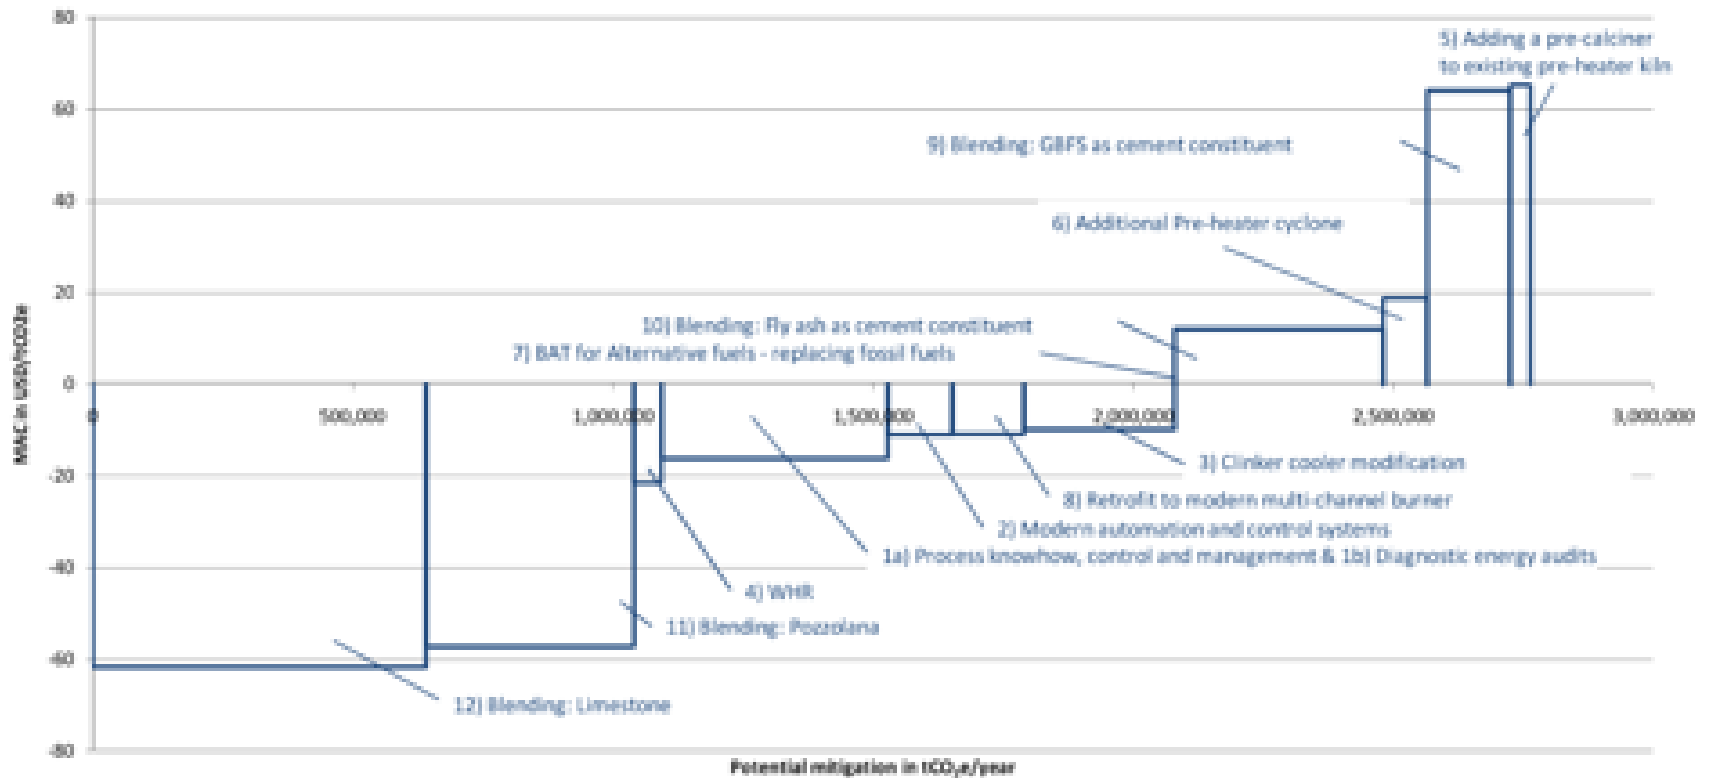 80
5) Adding a pre-calciner
to existing pre-heater kiln
60
9) Blending: GBFS as cement constituent
40
6) Additional Pre-heater cyclone
20
10) Blending: Fly ash as cement constituent
7) BAT for Alternative fuels - replacing fossil fuels
0
0 500,000 1,000,000 1,500,000 2,000,000 2,500,000 3,000,000
MAC in USD/tCO2e
3) Clinker cooler modification
-20
8) Retrofit to modern multi-channel burner
2) Modern automation and control systems
1a) Process knowhow, control and management & 1b) Diagnostic energy audits
-40
4) WHR
11) Blending: Pozzolana
-60
12) Blending: Limestone
-80
Potential mitigation in tCO₂e/year